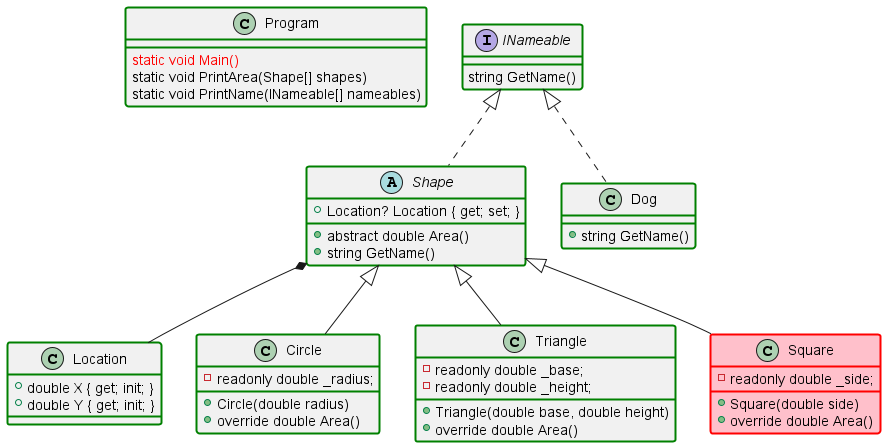 C Program
static void Main()
static void PrintArea(Shape[] shapes)
static void PrintName(INameable[] nameables)
I INameable
string GetName()
A Shape
Location? Location { get; set; }
abstract double Area()
string GetName()
C Dog
string GetName()
C Location
double X { get; init; }
double Y { get; init; }
C Circle
readonly double _radius;
Circle(double radius)
override double Area()
C Triangle
readonly double _base;
readonly double _height;
Triangle(double base, double height)
override double Area()
C Square
readonly double _side;
Square(double side)
override double Area()